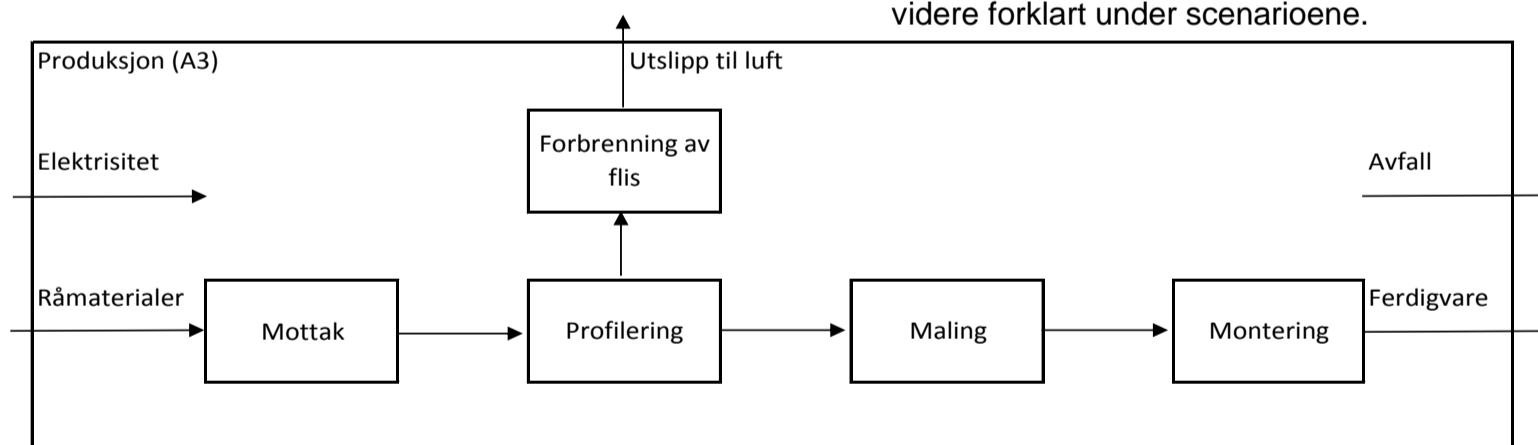 videre forklart under scenarioene.
Produksjon (A3)
Utslipp til luft
Forbrenning av
flis
Elektrisitet
Avfall
Råmaterialer
Ferdigvare
Mottak
Profilering
Maling
Montering